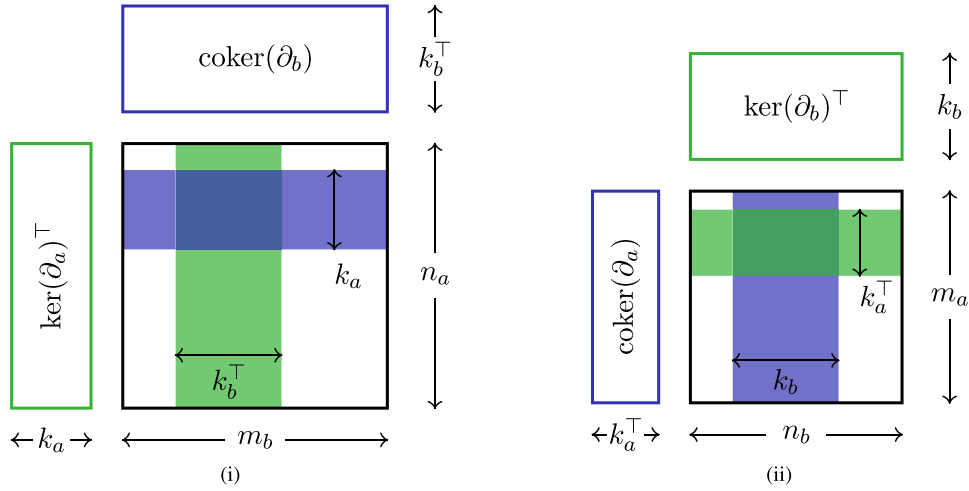 coker(∂_b)
k_b^⊤
ker(∂_a)^⊤
k_a
n_a
k_b^⊤
k_a
m_b
(i)
ker(∂_b)^⊤
k_b
coker(∂_a)
k_a^⊤
m_a
k_b
k_a^⊤
n_b
(ii)